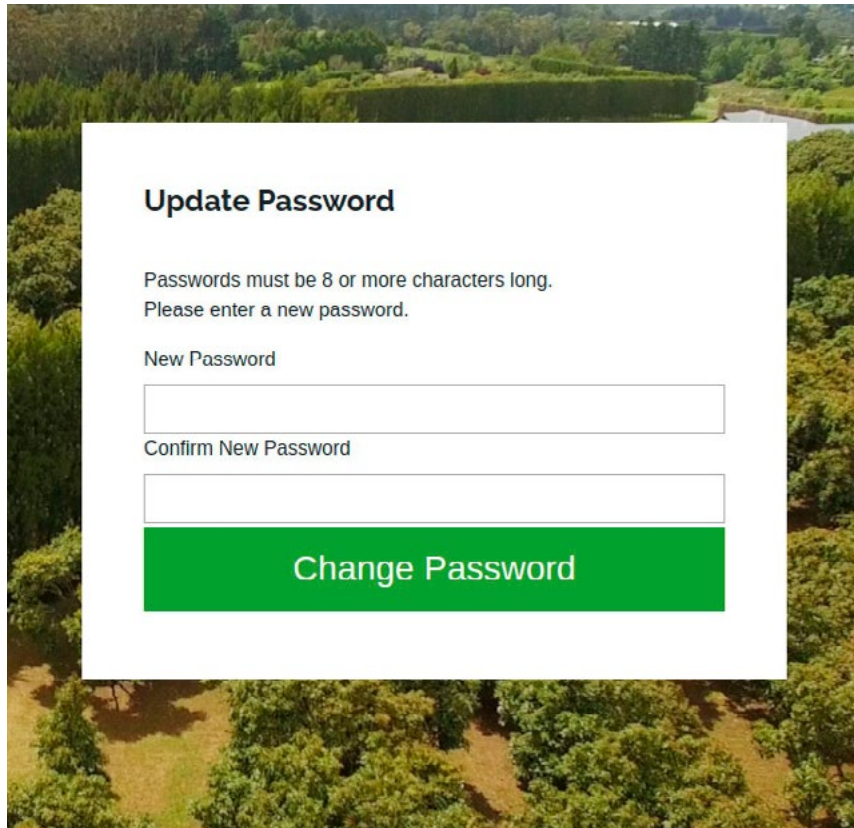 Update Password
Passwords must be 8 or more characters long.
Please enter a new password.
New Password
Confirm New Password
Change Password